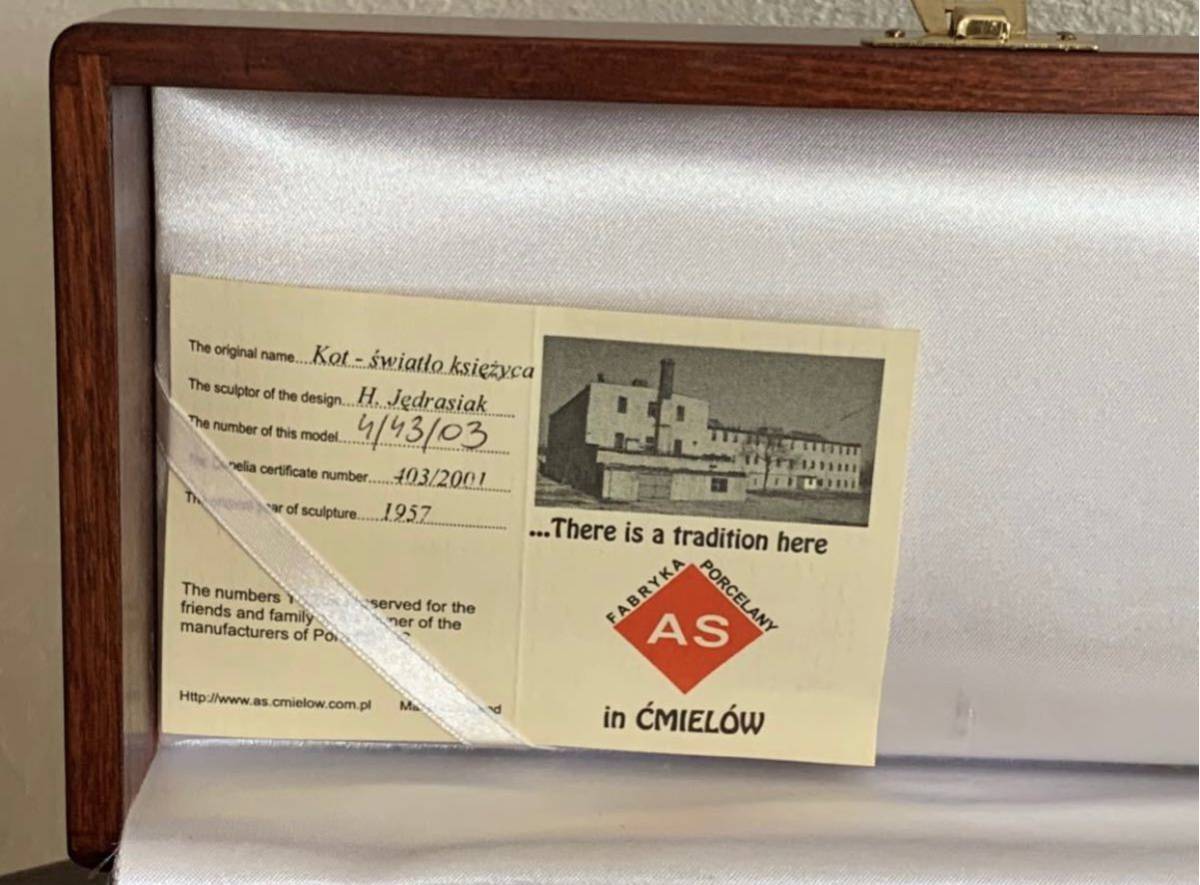 The original name....Kot - światło księżyca
The sculptor of the design...H. Jędrasiak
The number of this model....4/43/03
certificate number.....403/2001
of sculpture....1957
The numbers
friends and family
manufacturers of
served for the
of the
Http://www.as.cmielow.com.pl
...There is a tradition here
FABRYKA PORCELANY
AS
in ĆMIELÓW